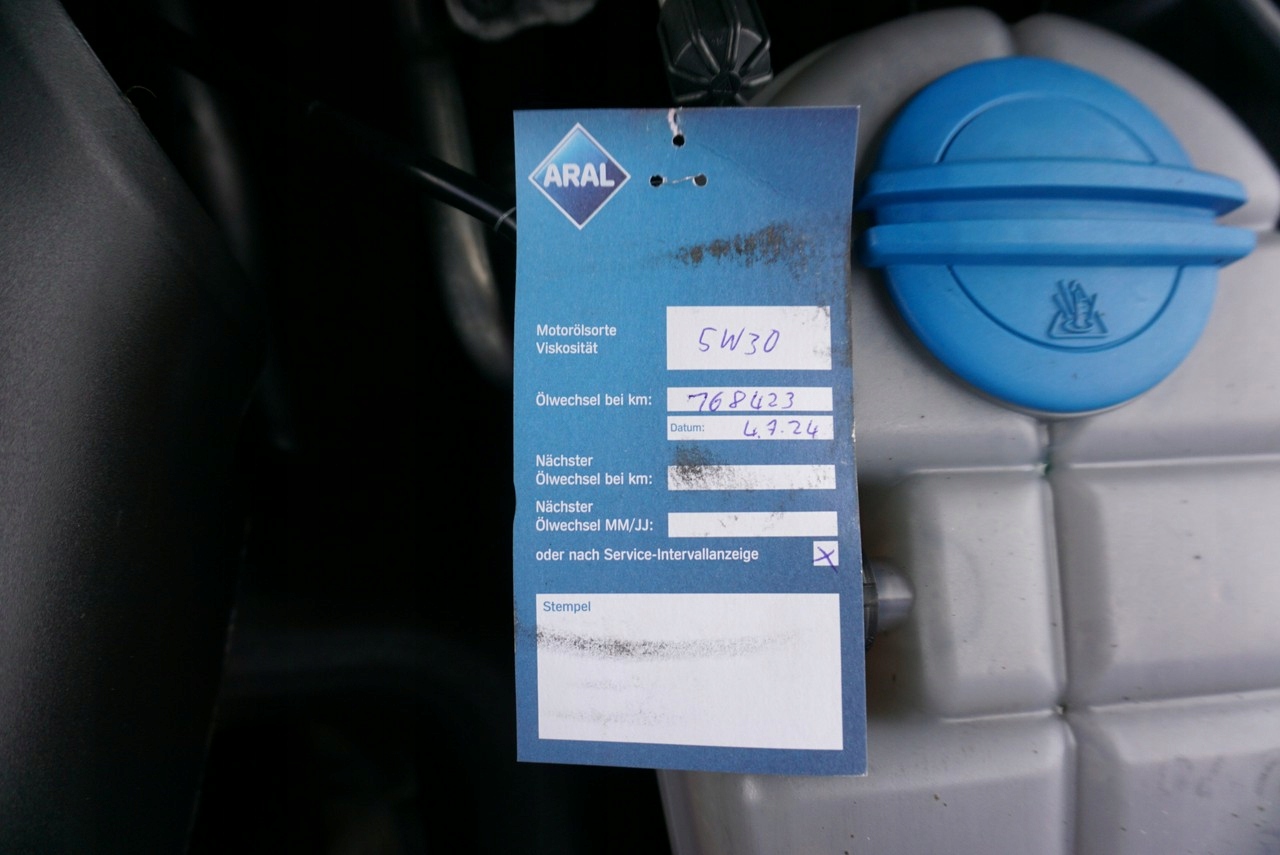 ARAL
Motorölsorte
Viskosität
5W30
Ölwechsel bei km:
768423
Datum: 4.7.24
Nächster
Ölwechsel bei km:
Nächster
Ölwechsel MM/JJ:
oder nach Service-Intervallanzeige X
Stempel